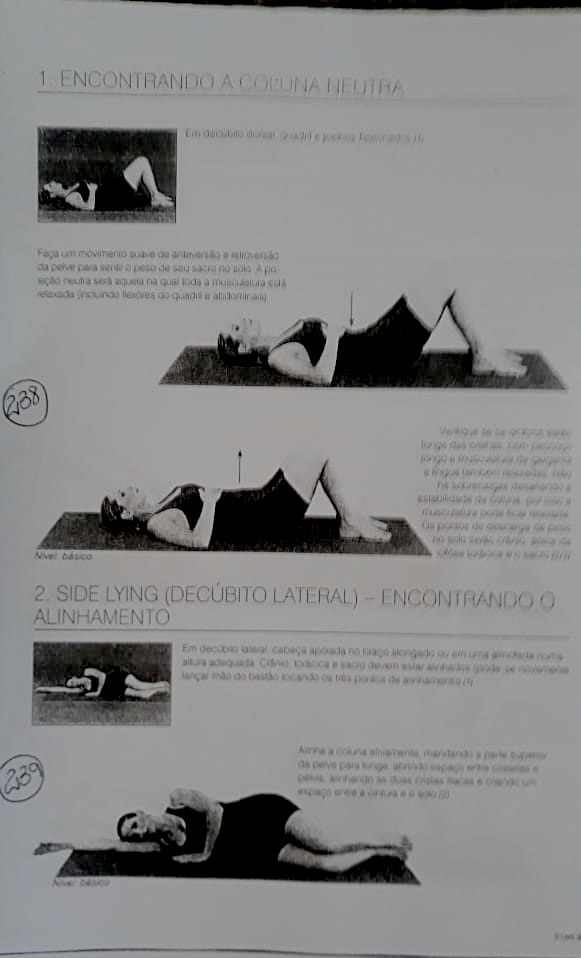 1. ENCONTRANDO A COLUNA NEUTRA
Em decúbito dorsal, quadril e joelhos flexionados (1)
Faça um movimento suave de anteversão e retroversão
da pelve para sentir o peso de seu sacro no solo. A po-
sição neutra será aquela na qual toda a musculatura está
relaxada (incluindo flexores do quadril e abdominais)
238
Verifique se os ombros estão
longe das orelhas, com pescoço
longo e musculatura da garganta
e língua também relaxadas. Não
há sobrecargas desafiando a
estabilidade da coluna, por isso a
musculatura pode ficar relaxada.
Os pontos de descarga de peso
no solo serão crânio, ápice da
cifose torácica e o sacro
Nível: básico
2. SIDE LYING (DECÚBITO LATERAL) – ENCONTRANDO O
ALINHAMENTO
Em decúbito lateral, cabeça apoiada no braço alongado ou em uma almofada numa
altura adequada. Crânio, torácica e sacro devem estar alinhados (pode-se novamente
lançar mão do bastão tocando os três pontos de alinhamento) (1)
Alinhe a coluna ativamente, mandando a parte superior
da pelve para longe, abrindo espaço entre costelas e
pélvis, alinhando as duas cristas ilíacas e criando um
espaço entre a cintura e o solo (2)
239
Nível: básico